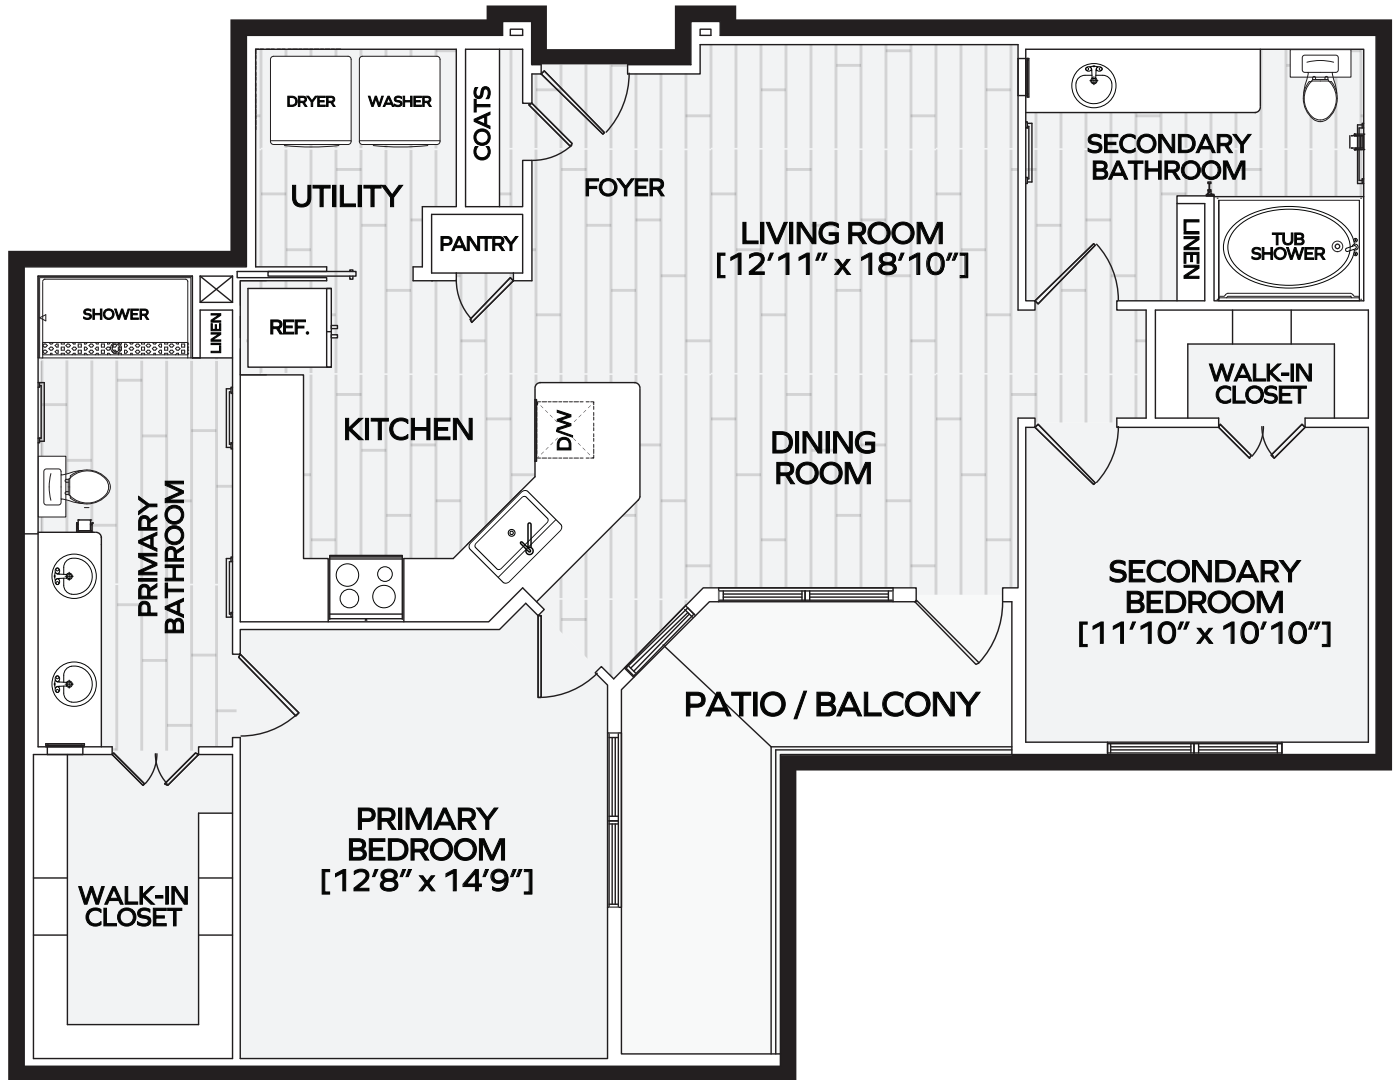 DRYER
WASHER
COATS
UTILITY
FOYER
PANTRY
SECONDARY
BATHROOM
LINEN
TUB
SHOWER
LIVING ROOM
[12’11” x 18’10”]
SHOWER
LINEN
REF.
KITCHEN
D/W
DINING
ROOM
WALK-IN
CLOSET
PRIMARY
BATHROOM
SECONDARY
BEDROOM
[11’10” x 10’10”]
PATIO / BALCONY
PRIMARY
BEDROOM
[12’8” x 14’9”]
WALK-IN
CLOSET